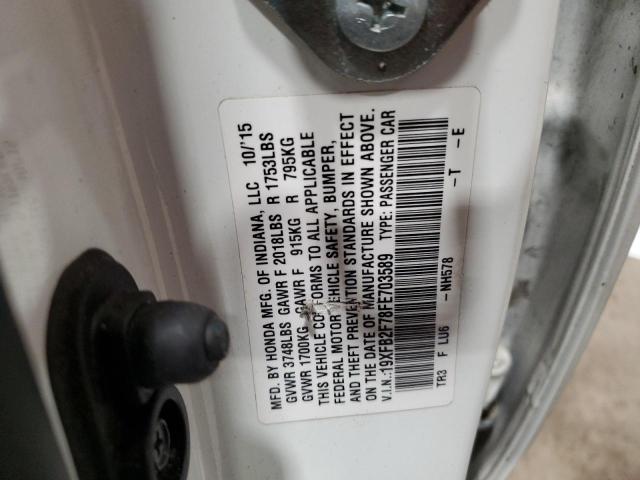 MFD. BY HONDA MFG. OF INDIANA, LLC 10/'15
GVWR 3748LBS GAWR F 2018LBS R 1753LBS
GVWR 1700KG GAWR F 915KG R 795KG
THIS VEHICLE CONFORMS TO ALL APPLICABLE
FEDERAL MOTOR VEHICLE SAFETY, BUMPER,
AND THEFT PREVENTION STANDARDS IN EFFECT
ON THE DATE OF MANUFACTURE SHOWN ABOVE.
V.I.N.:19XFB2F78FE703589 TYPE: PASSENGER CAR
TR3 F LU6 -NH578 -T -E